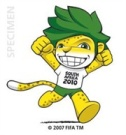 SPECIMEN
SOUTH AFRICA
2010
© 2007 FIFA TM